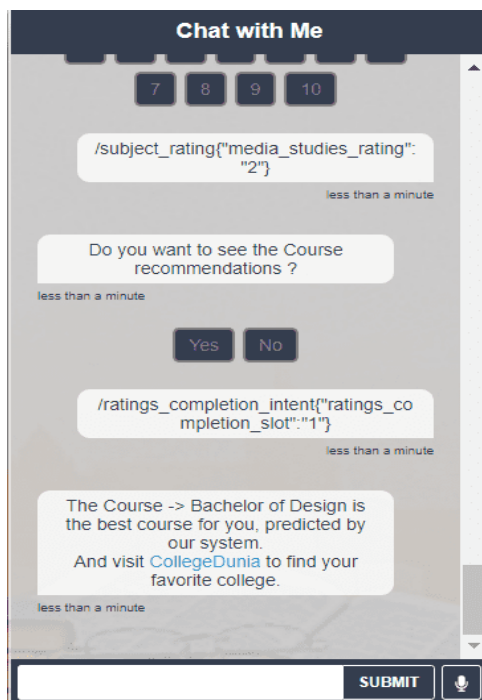 Chat with Me
7 8 9 10
/subject_rating{"media_studies_rating":
"2"}
less than a minute
Do you want to see the Course
recommendations ?
less than a minute
Yes No
/ratings_completion_intent{"ratings_co
mpletion_slot":"1"}
less than a minute
The Course -> Bachelor of Design is
the best course for you, predicted by
our system.
And visit CollegeDunia to find your
favorite college.
less than a minute
SUBMIT